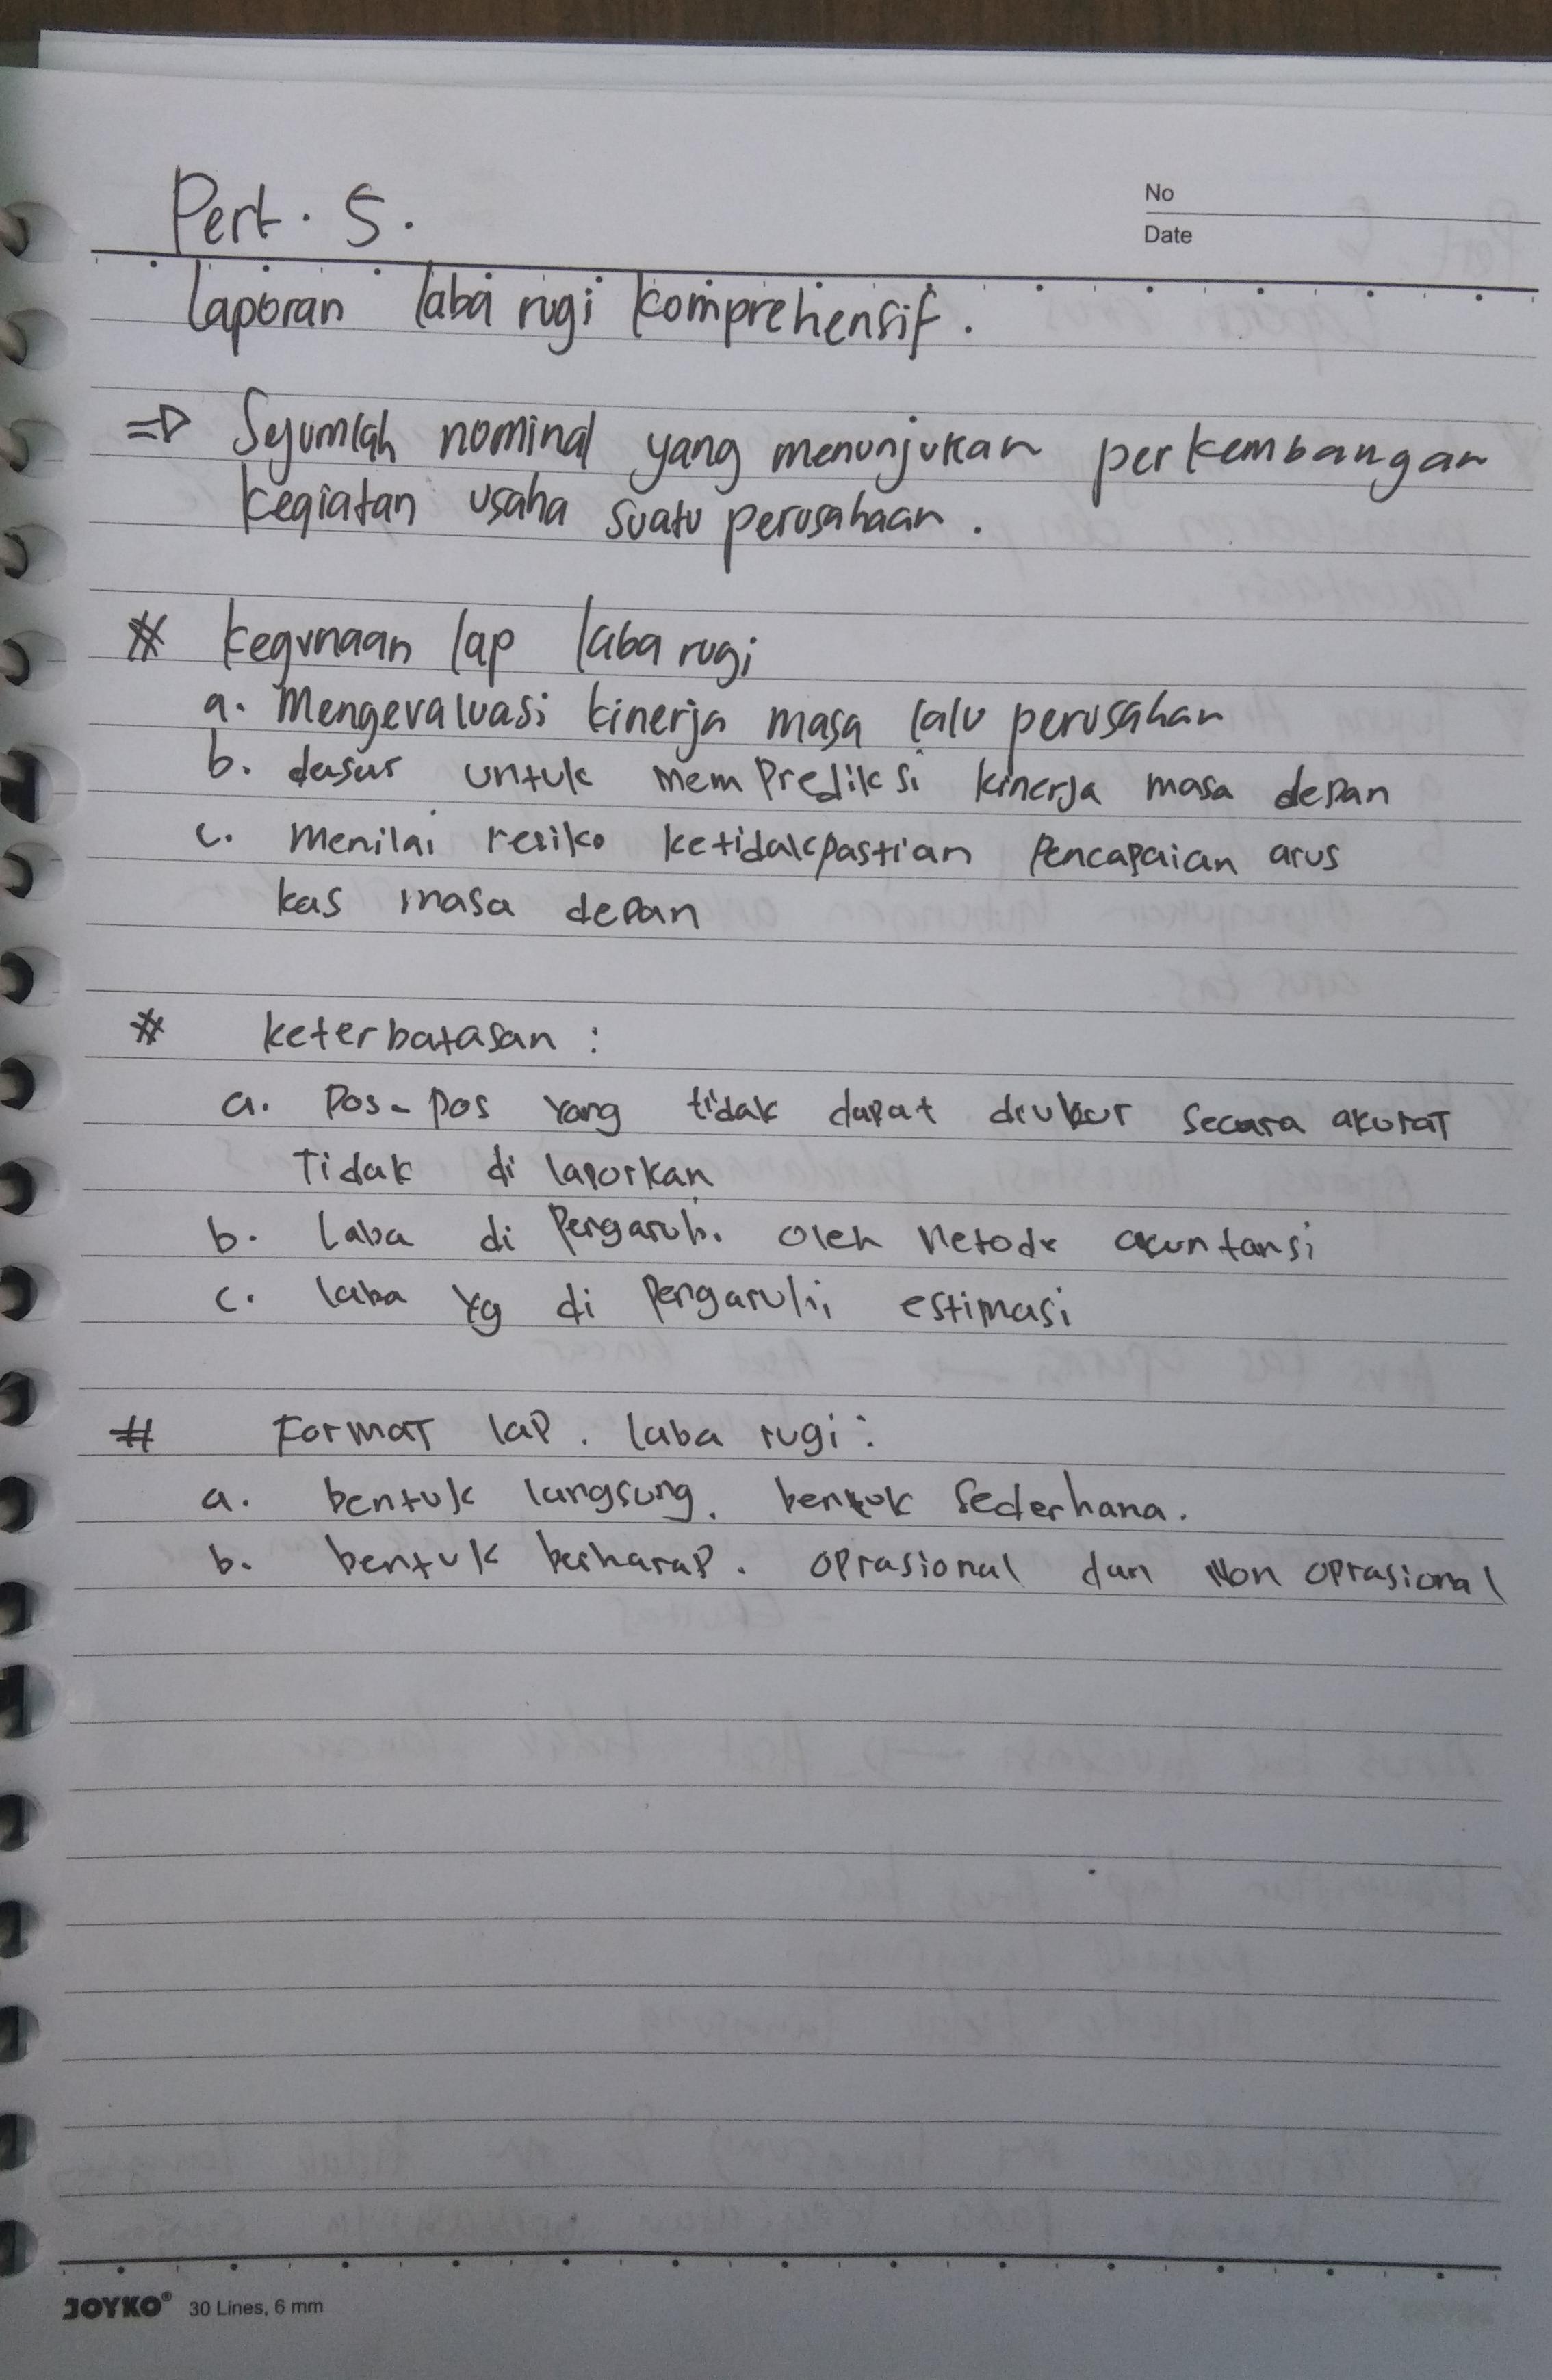 No
Date
Pert. 5.
Laporan laba rugi komprehensif.
=> Sejumlah nominal yang menunjukan perkembangan
kegiatan usaha suatu perusahaan.
# kegunaan lap laba rugi
a. Mengevaluasi kinerja masa lalu perusahan
b. dasar untuk memprediksi kinerja masa depan
c. menilai resiko ketidakpastian pencapaian arus
kas masa depan
# keterbatasan :
a. Pos-pos yang tidak dapat diukur secara akurat
Tidak di laporkan
b. Laba di pengaruhi oleh Metode akuntansi
c. laba yg di pengaruhi estimasi
# Format lap. laba rugi :
a. bentuk langsung. bentuk sederhana.
b. bentuk berharap. oprasional dan Non oprasional
JOYKO® 30 Lines, 6 mm